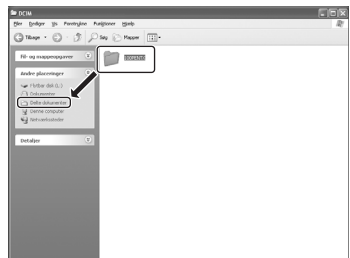 DCIM
Filer Rediger Vis Foretrukne Funktioner Hjælp
Tilbage Søg Mapper
Fil- og mappeopgaver
Andre placeringer
Flytbar disk (L:)
Dokumenter
Delte dokumenter
Denne computer
Netværkssteder
Detaljer